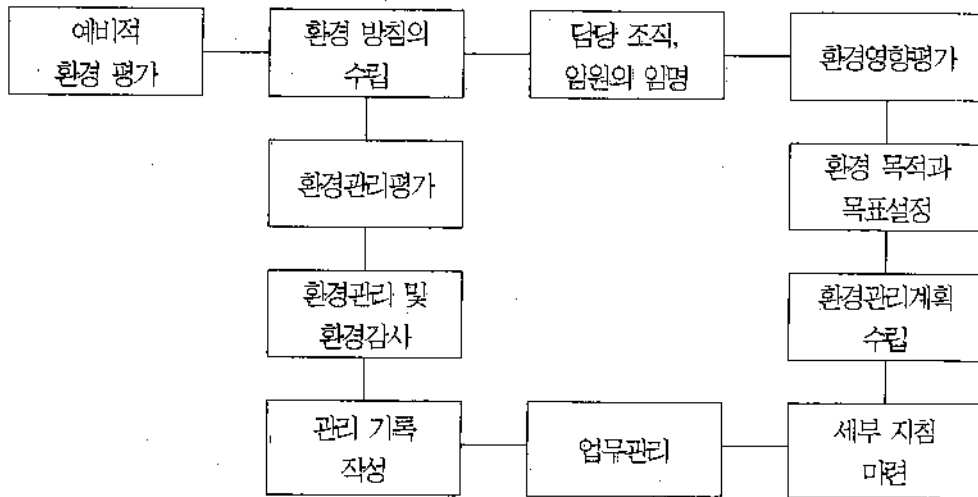 예비적
환경 평가
환경 방침의
수립
담당 조직,
임원의 임명
환경영향평가
환경관리평가
환경 목적과
목표설정
환경관리 및
환경감사
환경관리계획
수립
관리 기록
작성
업무관리
세부 지침
마련